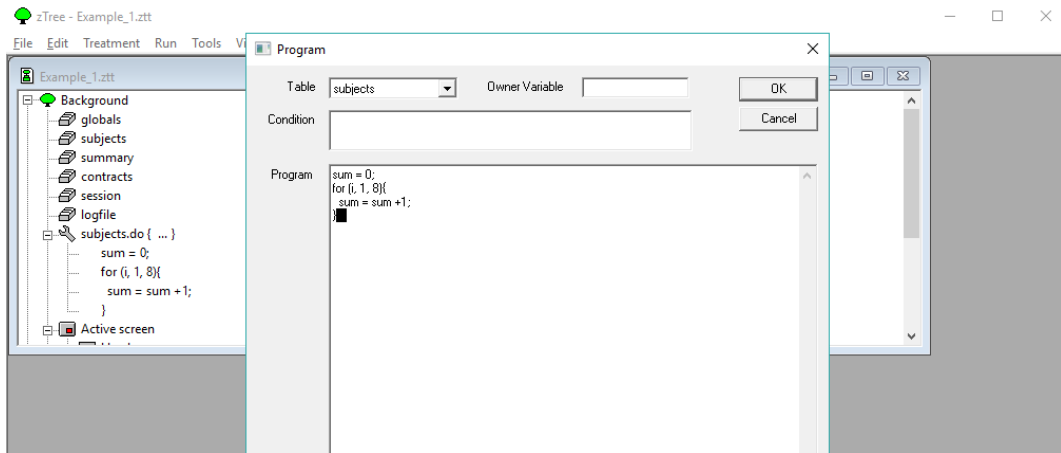 zTree - Example_1.ztt
File Edit Treatment Run Tools
Example_1.ztt
Background
globals
subjects
summary
contracts
session
logfile
subjects.do { ... }
sum = 0;
for (i, 1, 8){
sum = sum +1;
}
Active screen
Program
Table subjects Owner Variable OK
Condition Cancel
Program
sum = 0;
for (i, 1, 8){
sum = sum +1;
}